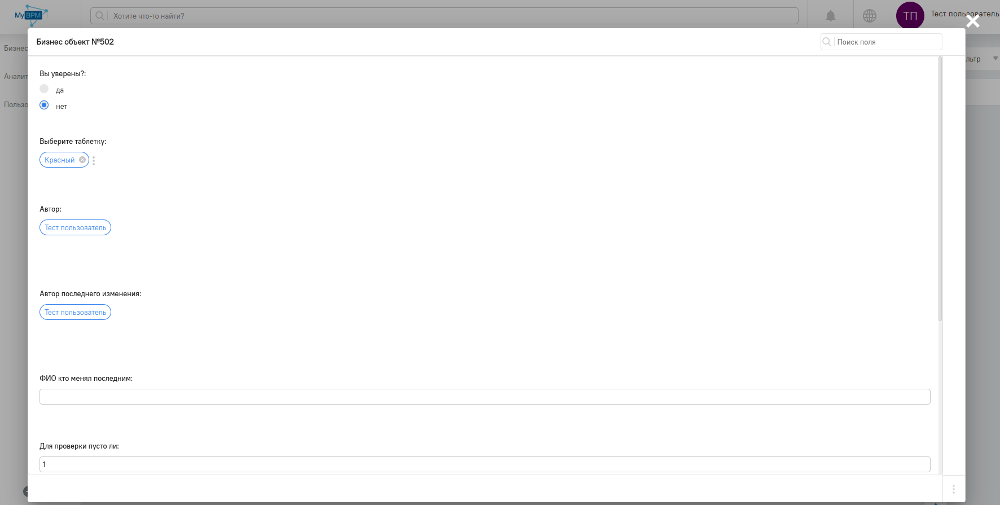 MyBPM
Хотите что-то найти?
ТП
Тест пользователь
Бизнес объект №502
Поиск поля
Бизнес
Аналит
Пользо
льтр
Вы уверены?:
да
нет
Выберите таблетку:
Красный
Автор:
Тест пользователь
Автор последнего изменения:
Тест пользователь
ФИО кто менял последним:
Для проверки пусто ли:
1